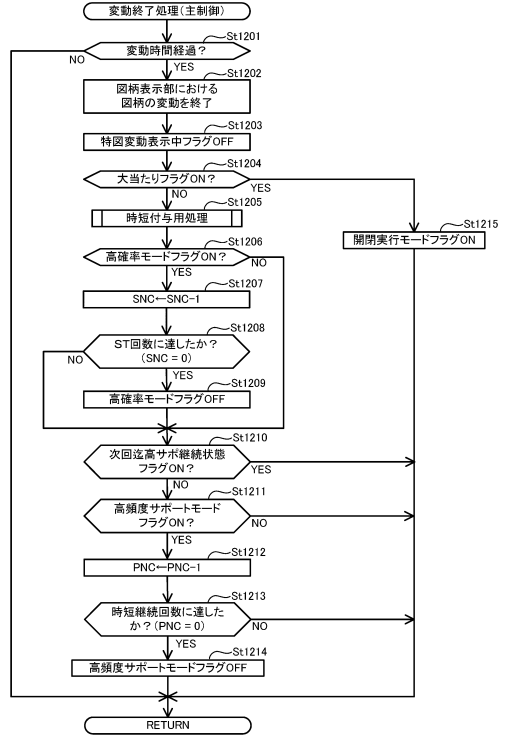 変動終了処理(主制御)
St1201
変動時間経過？
NO
YES
St1202
図柄表示部における
図柄の変動を終了
St1203
特図変動表示中フラグOFF
St1204
大当たりフラグON？
YES
NO
St1205
時短付与用処理
St1215
開閉実行モードフラグON
St1206
高確率モードフラグON？
NO
YES
St1207
SNC←SNC-1
St1208
ST回数に達したか？
(SNC = 0)
NO
YES
St1209
高確率モードフラグOFF
St1210
次回迄高サポ継続状態
フラグON？
YES
NO
St1211
高頻度サポートモード
フラグON？
NO
YES
St1212
PNC←PNC-1
St1213
時短継続回数に達した
か？(PNC = 0)
NO
YES
St1214
高頻度サポートモードフラグOFF
RETURN